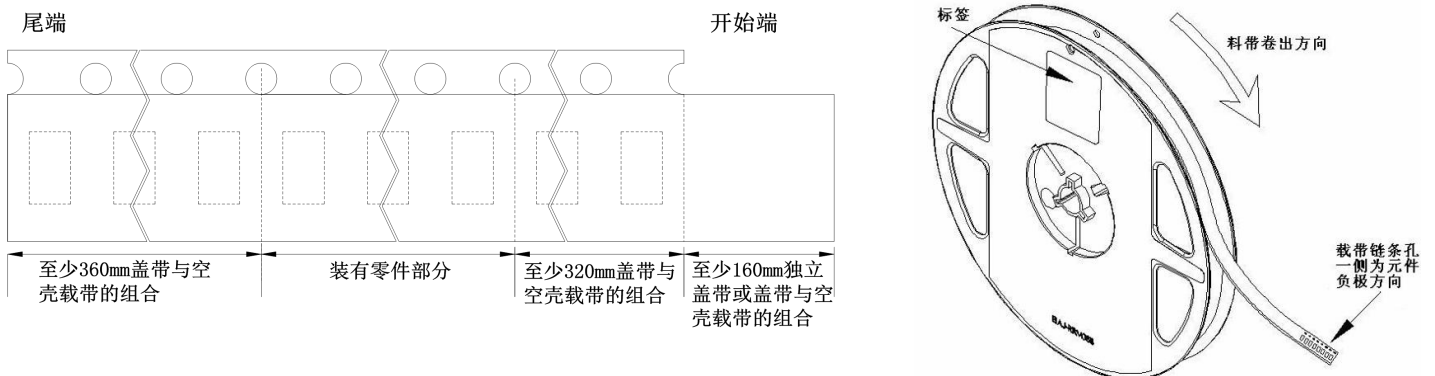 尾端
开始端
至少360mm盖带与空
壳载带的组合
装有零件部分
至少320mm盖带与
空壳载带的组合
至少160mm独立
盖带或盖带与空
壳载带的组合
标签
料带卷出方向
载带链条孔
一侧为元件
负极方向